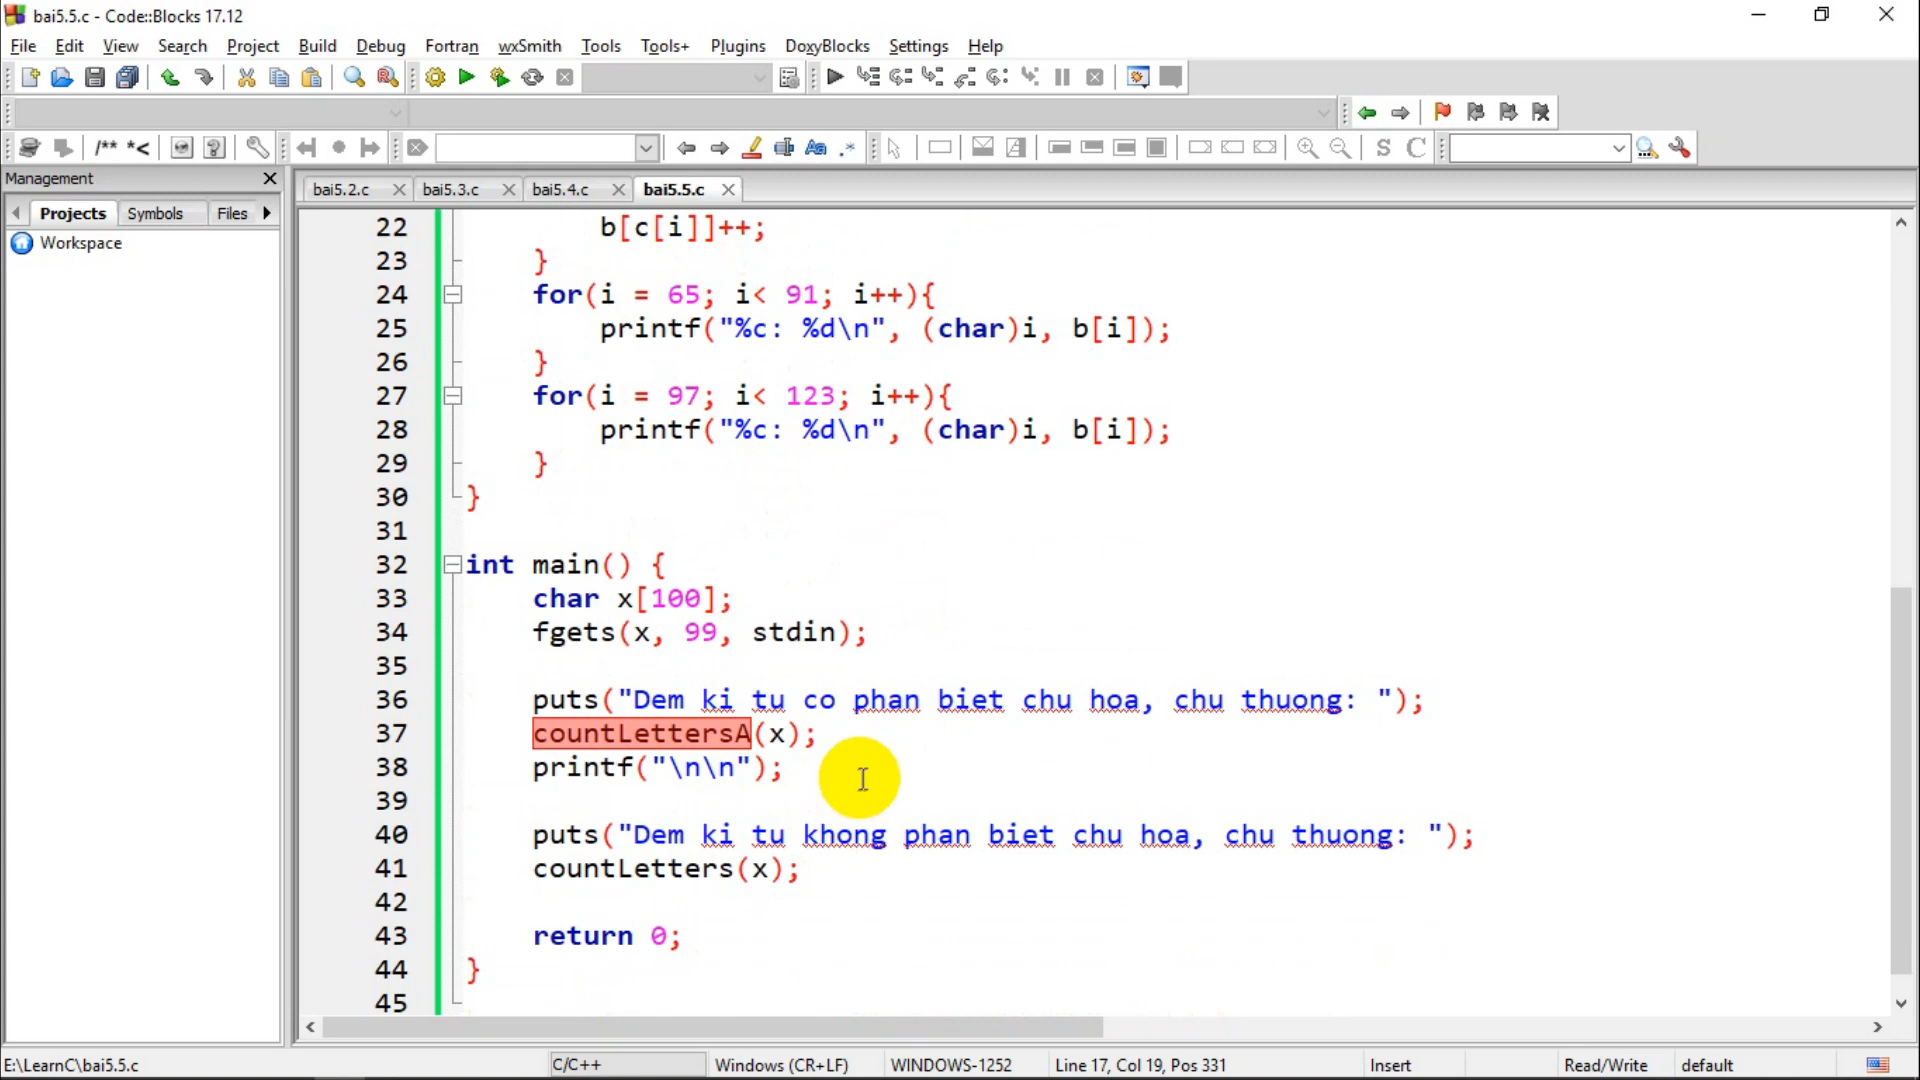 bai5.5.c - Code::Blocks 17.12
File Edit View Search Project Build Debug Fortran wxSmith Tools Tools+ Plugins DoxyBlocks Settings Help
/** *<
S C
Management
Projects Symbols Files
Workspace
bai5.2.c bai5.3.c bai5.4.c bai5.5.c
22 b[c[i]]++;
23 }
24 for(i = 65; i< 91; i++){
25 printf("%c: %d\n", (char)i, b[i]);
26 }
27 for(i = 97; i< 123; i++){
28 printf("%c: %d\n", (char)i, b[i]);
29 }
30 }
31
32 int main() {
33 char x[100];
34 fgets(x, 99, stdin);
35
36 puts("Dem ki tu co phan biet chu hoa, chu thuong: ");
37 countLettersA(x);
38 printf("\n\n");
39
40 puts("Dem ki tu khong phan biet chu hoa, chu thuong: ");
41 countLetters(x);
42
43 return 0;
44 }
45
E:\LearnC\bai5.5.c C/C++ Windows (CR+LF) WINDOWS-1252 Line 17, Col 19, Pos 331 Insert Read/Write default